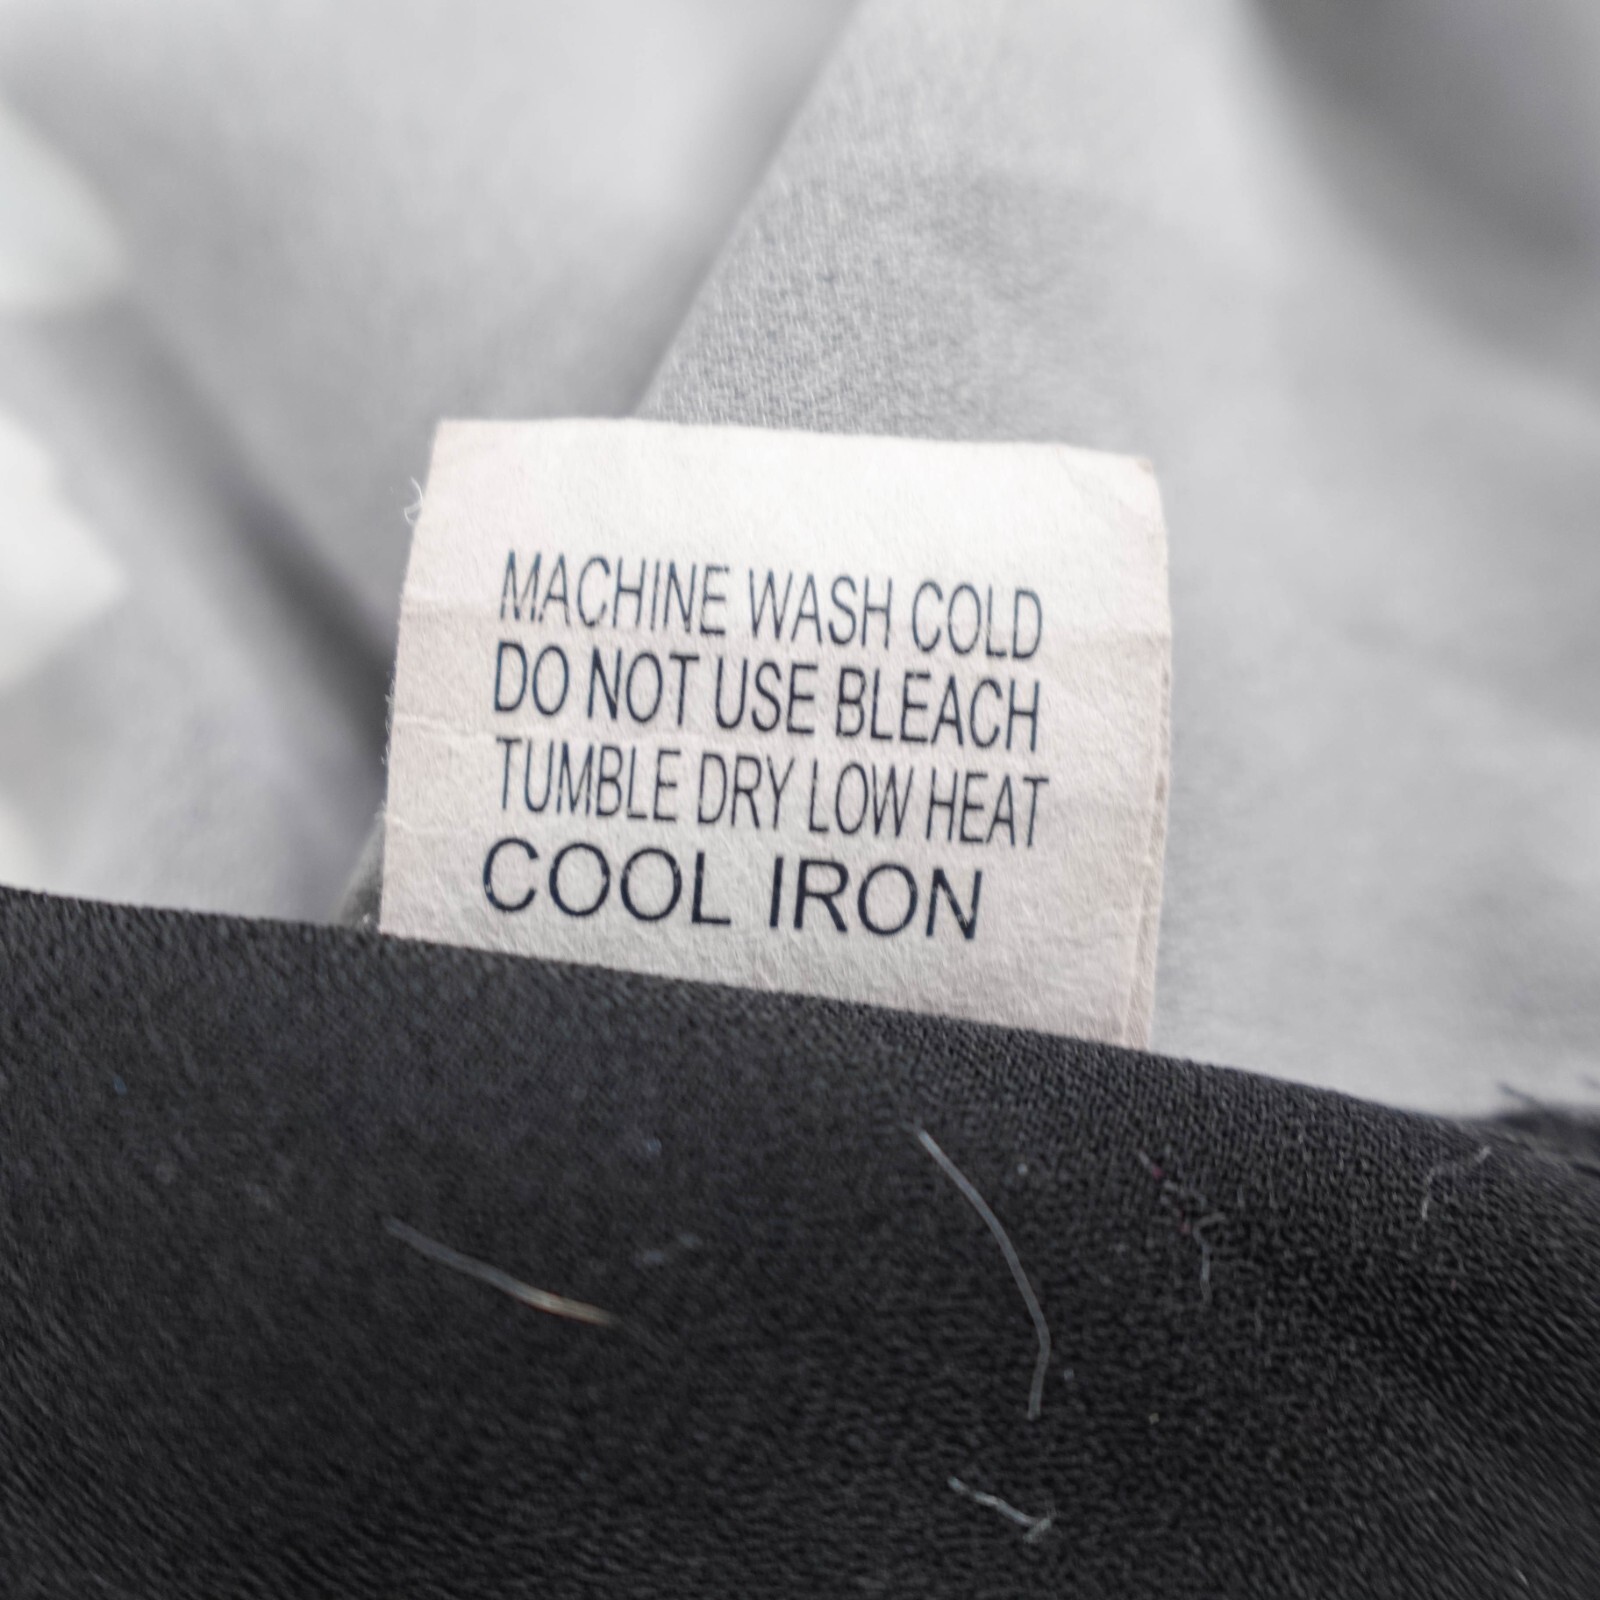 MACHINE WASH COLD
DO NOT USE BLEACH
TUMBLE DRY LOW HEAT
COOL IRON